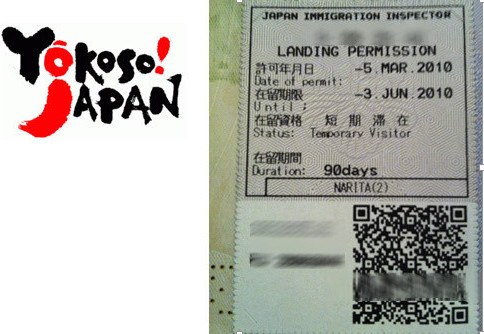 Yōkoso!
JAPAN
JAPAN IMMIGRATION INSPECTOR
LANDING PERMISSION
許可年月日 -5.MAR.2010
Date of permit:
在留期限 -3.JUN.2010
Until ;
在留資格 短期滞在
Status: Temporary Visitor
在留期間
Duration: 90days
NARITA(2)